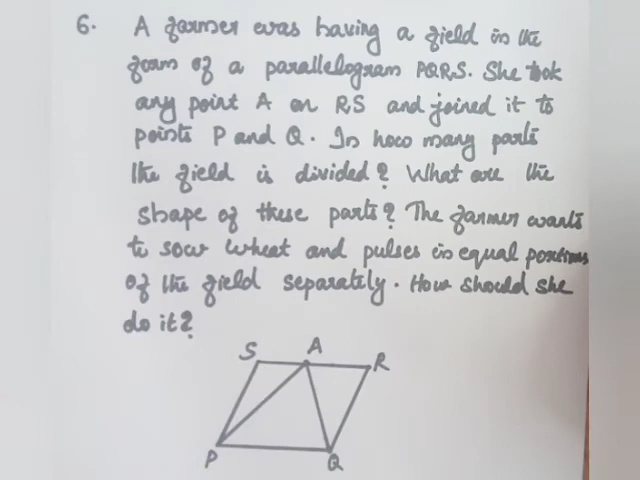 6. A farmer was having a field in the
form of a parallelogram PQRS. She took
any point A on RS and joined it to
points P and Q. In how many parts
the field is divided? What are the
shape of these parts? The farmer wants
to sow wheat and pulses in equal portions
of the field separately. How should she
do it?
S A R
P Q